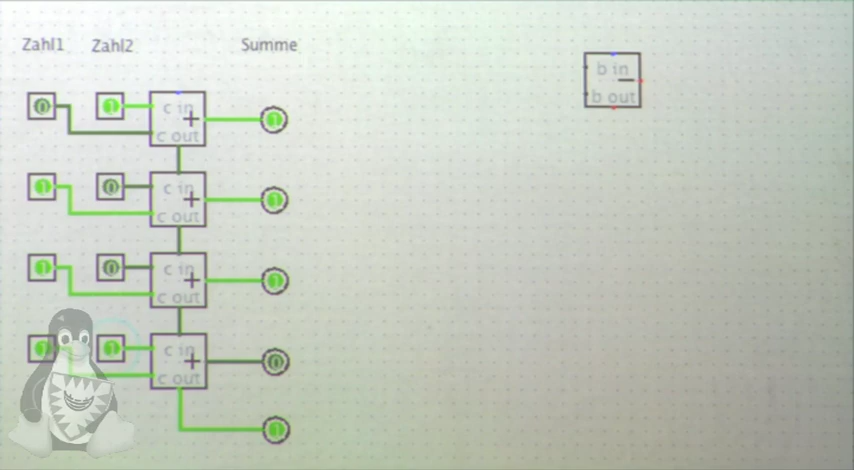 Zahl1 Zahl2 Summe
b in
b out
0 1 c in 1
c out
1 0 c in 1
c out
1 0 c in 1
c out
1 1 c in 0
c out
1